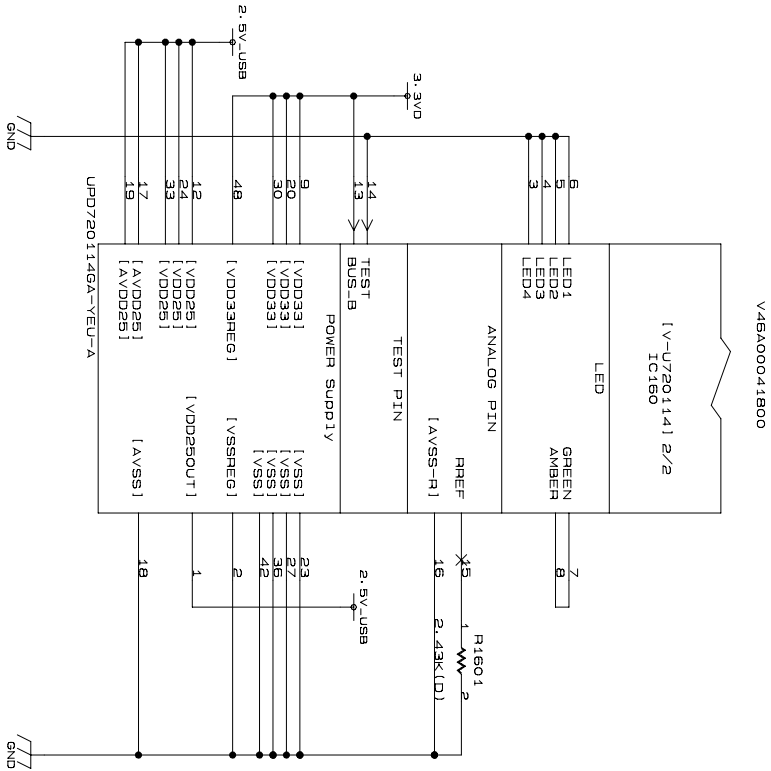 V46A00041800
[V-U720114] 2/2
IC160
LED
LED1
LED2
LED3
LED4
6
5
4
3
GREEN
AMBER
7
8
ANALOG PIN
RREF
[AVSS-R]
15
16
1
R1601
2
2.43K(D)
TEST PIN
TEST
BUS_B
14
13
POWER Supply
[VDD33]
[VDD33]
[VDD33]
9
20
30
[VDD33REG]
48
[VDD25]
[VDD25]
[VDD25]
12
24
33
[AVDD25]
[AVDD25]
17
19
[VSS]
[VSS]
[VSS]
[VSS]
23
27
36
42
[VSSREG]
2
[VDD25OUT]
1
[AVSS]
18
UPD720114GA-YEU-A
3.3VD
2.5V_USB
2.5V_USB
GND
GND